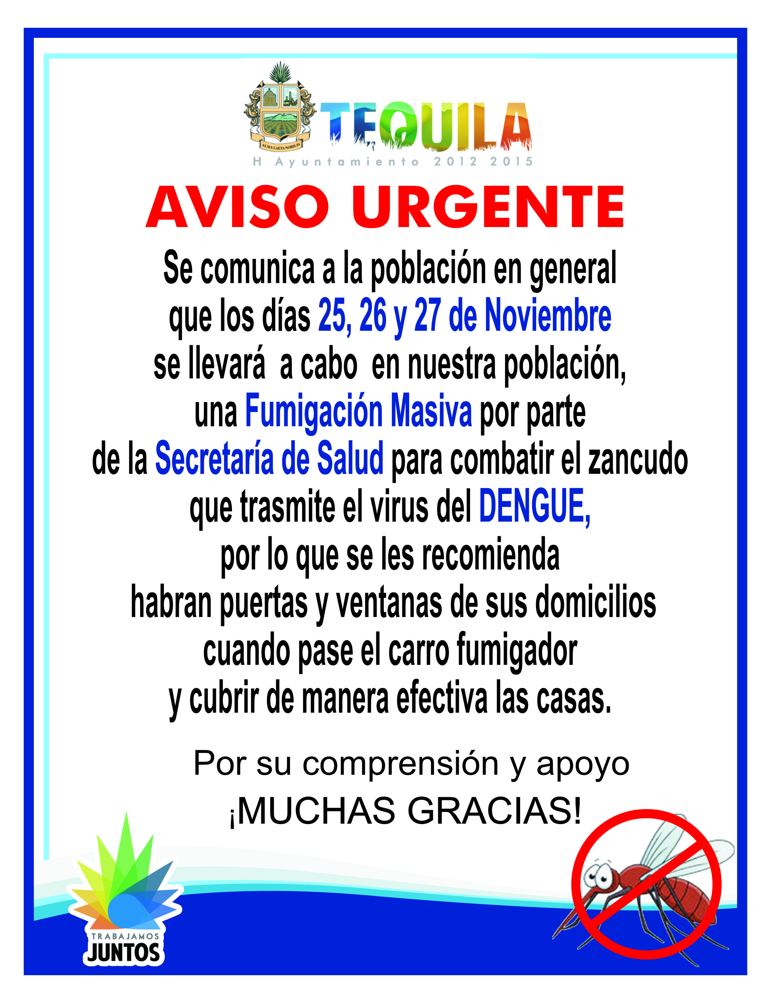 ALMA LAETA NOBILIS
TEQUILA
H Ayuntamiento 2012 2015
AVISO URGENTE
Se comunica a la población en general
que los días 25, 26 y 27 de Noviembre
se llevará a cabo en nuestra población,
una Fumigación Masiva por parte
de la Secretaría de Salud para combatir el zancudo
que trasmite el virus del DENGUE,
por lo que se les recomienda
habran puertas y ventanas de sus domicilios
cuando pase el carro fumigador
y cubrir de manera efectiva las casas.
Por su comprensión y apoyo
¡MUCHAS GRACIAS!
TRABAJAMOS
JUNTOS